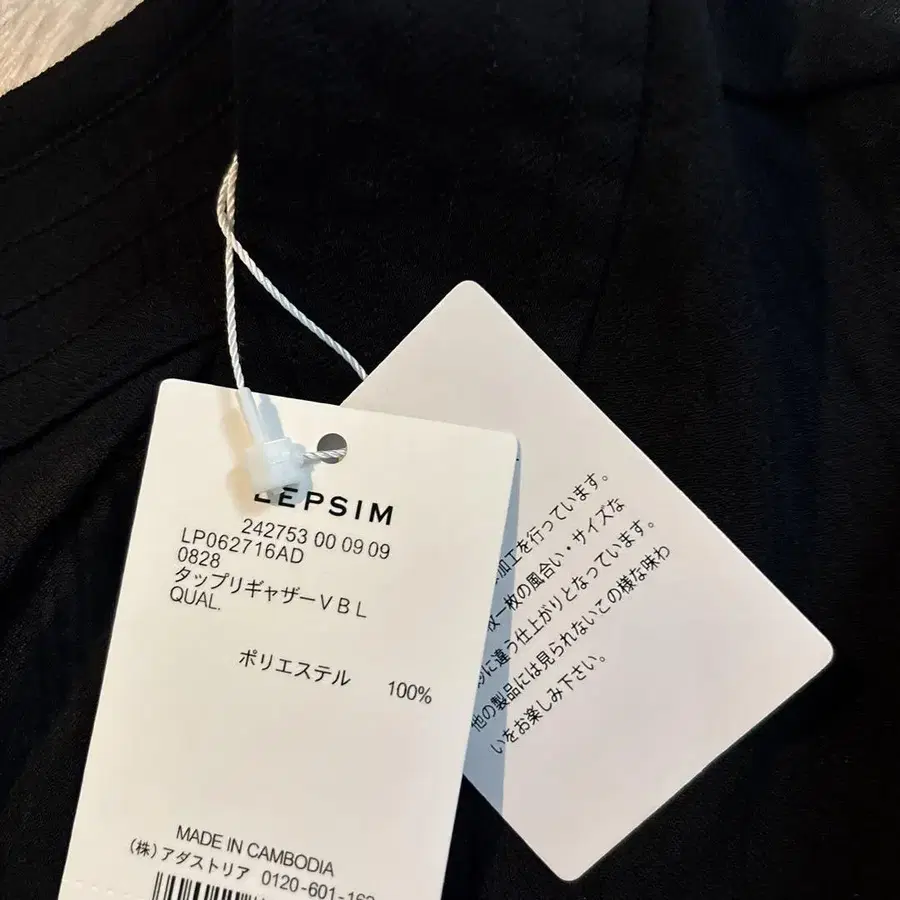 LEPSIM
242753 00 09 09
LP062716AD
0828
タップリギャザーＶＢＬ
QUAL.
ポリエステル 100%
MADE IN CAMBODIA
(株)アダストリア 0120-601-162
加工を行っています。
一枚の風合い・サイズな
に違う仕上がりとなっています。
他の製品には見られないこの様な味わ
いをお楽しみ下さい。